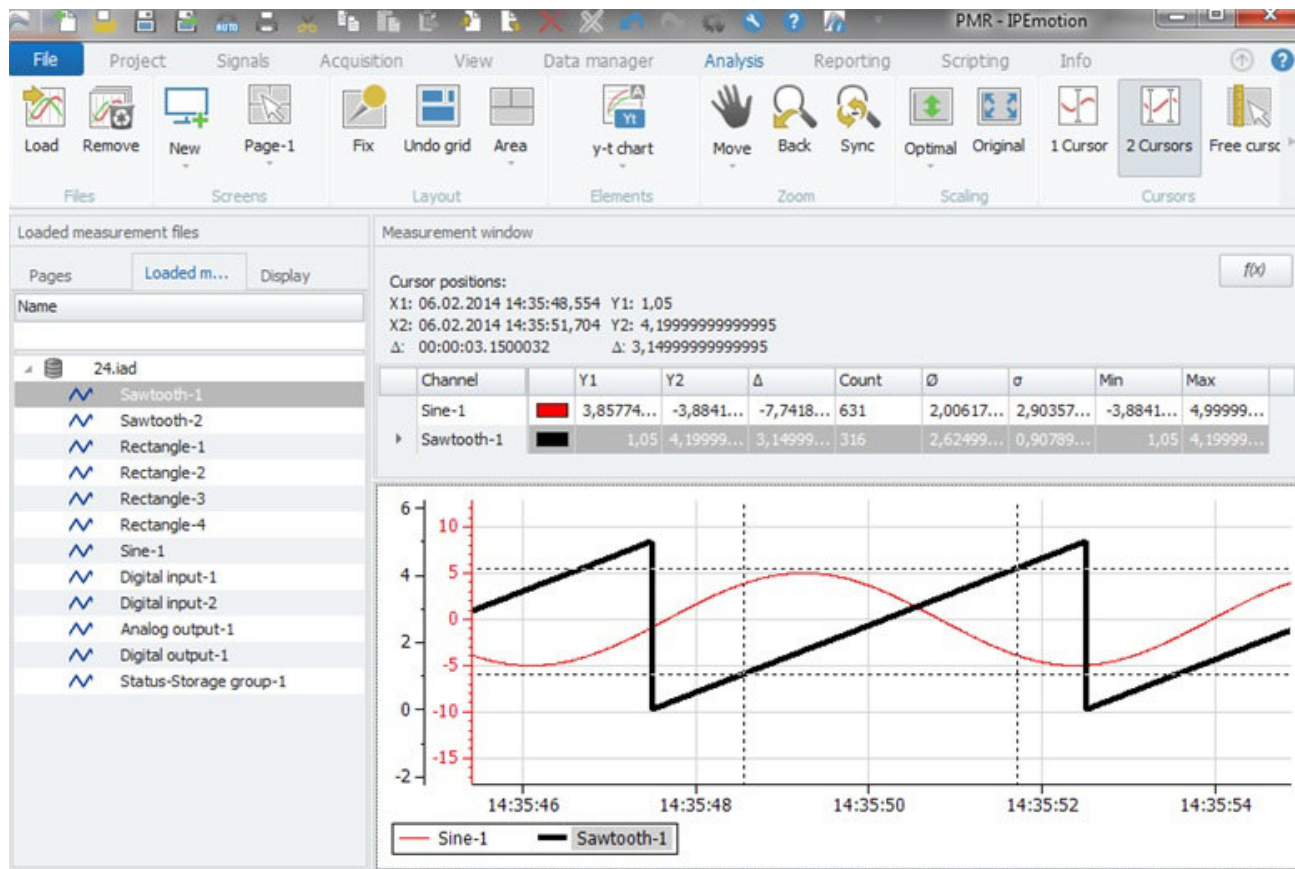 AUTO
PMR - IPEmotion
File Project Signals Acquisition View Data manager Analysis Reporting Scripting Info
A
Yt
Load Remove New Page-1 Fix Undo grid Area y-t chart Move Back Sync Optimal Original 1 Cursor 2 Cursors Free curso
Files Screens Layout Elements Zoom Scaling Cursors
Loaded measurement files
Pages Loaded m... Display
Name
24.iad
Sawtooth-1
Sawtooth-2
Rectangle-1
Rectangle-2
Rectangle-3
Rectangle-4
Sine-1
Digital input-1
Digital input-2
Analog output-1
Digital output-1
Status-Storage group-1
Measurement window
f(x)
Cursor positions:
X1: 06.02.2014 14:35:48,554 Y1: 1,05
X2: 06.02.2014 14:35:51,704 Y2: 4,19999999999995
Δ: 00:00:03.1500032 Δ: 3,14999999999995
Channel Y1 Y2 Δ Count Ø σ Min Max
Sine-1 3,85774... -3,8841... -7,7418... 631 2,00617... 2,90357... -3,8841... 4,99999...
Sawtooth-1 1,05 4,19999... 3,14999... 316 2,62499... 0,90789... 1,05 4,19999...
6
4
2
0
-2
10
5
0
-5
-10
-15
14:35:46 14:35:48 14:35:50 14:35:52 14:35:54
Sine-1 Sawtooth-1